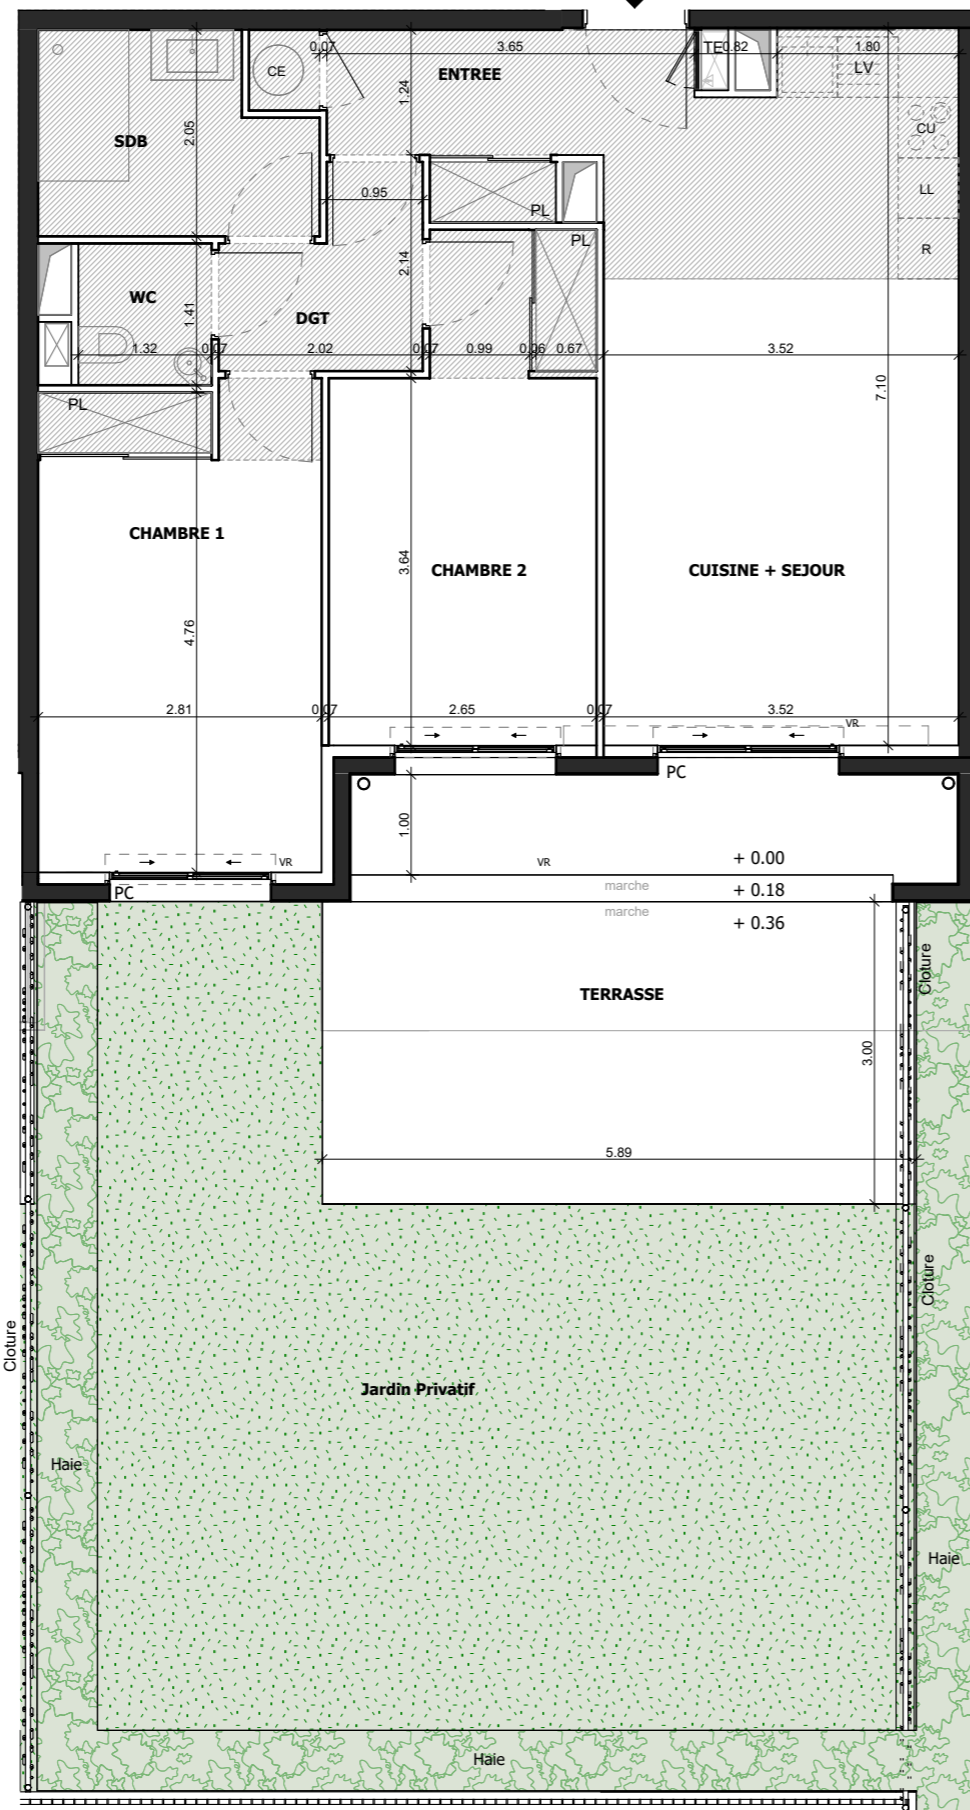 0.07
3.65
TE
0.82
1.80
LV
CE
ENTREE
1.24
CU
SDB
2.05
LL
0.95
PL
PL
R
2.14
WC
1.41
DGT
1.32
0.07
2.02
0.07
0.99
0.06
0.67
3.52
7.10
PL
CHAMBRE 1
3.64
CHAMBRE 2
CUISINE + SEJOUR
4.76
2.81
0.07
2.65
0.07
3.52
VR
PC
1.00
VR
VR
+ 0.00
PC
marche
+ 0.18
marche
+ 0.36
Cloture
TERRASSE
3.00
5.89
Cloture
Cloture
Jardin Privatif
Haie
Haie
Haie